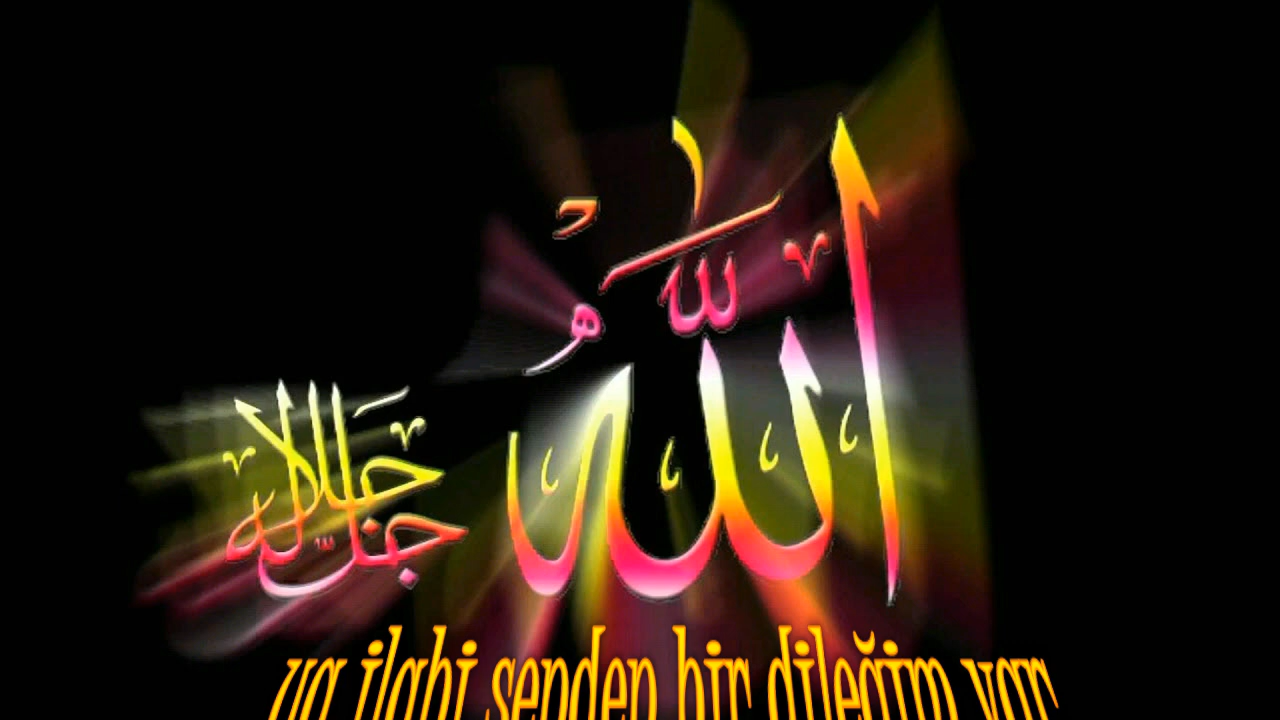 الله
جل جلاله
ya ilahi senden bir dileğim var